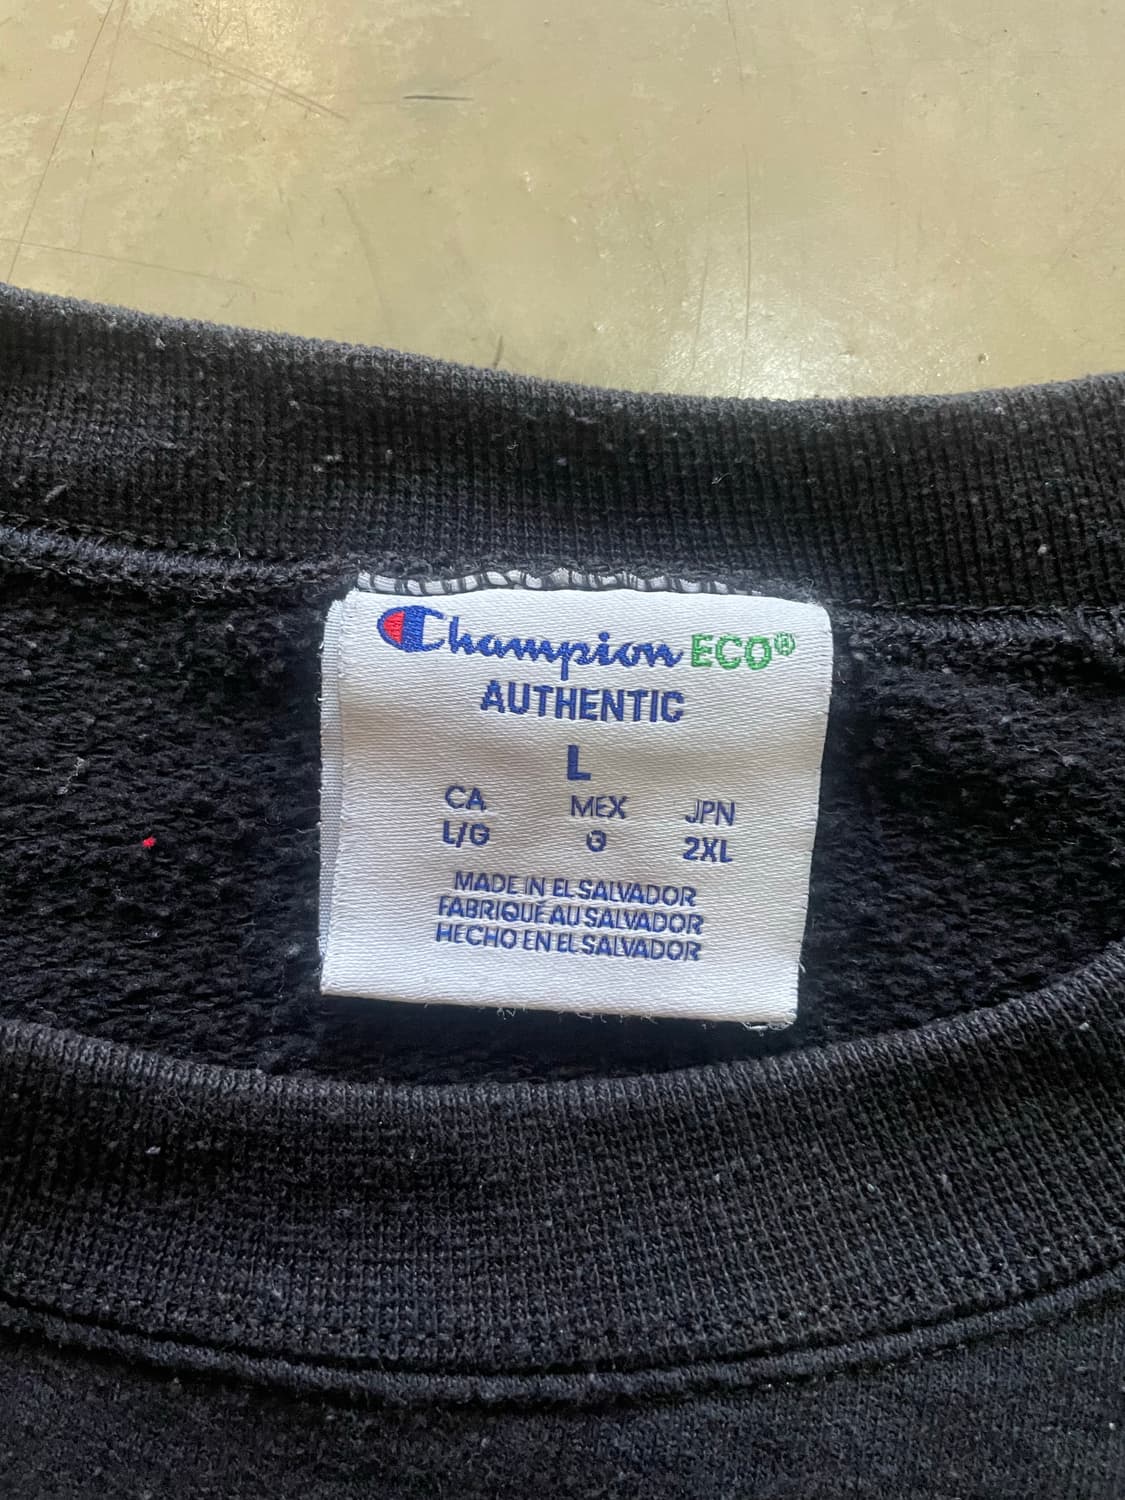 Champion ECO®
AUTHENTIC
L
CA MEX JPN
L/G G 2XL
MADE IN EL SALVADOR
FABRIQUÉ AU SALVADOR
HECHO EN EL SALVADOR